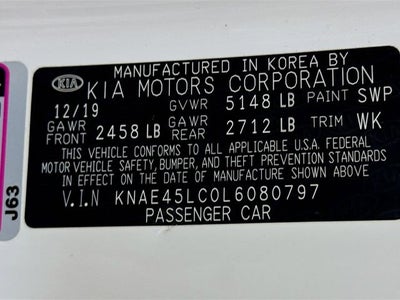 MANUFACTURED IN KOREA BY
KIA KIA MOTORS CORPORATION
12/19 GVWR 5148 LB PAINT SWP
GAWR FRONT 2458 LB GAWR REAR 2712 LB TRIM WK
THIS VEHICLE CONFORMS TO ALL APPLICABLE U.S.A. FEDERAL
MOTOR VEHICLE SAFETY, BUMPER, AND THEFT PREVENTION STANDARDS
IN EFFECT ON THE DATE OF MANUFACTURE SHOWN ABOVE
V.I.N KNAE45LC0L6080797
PASSENGER CAR
J63